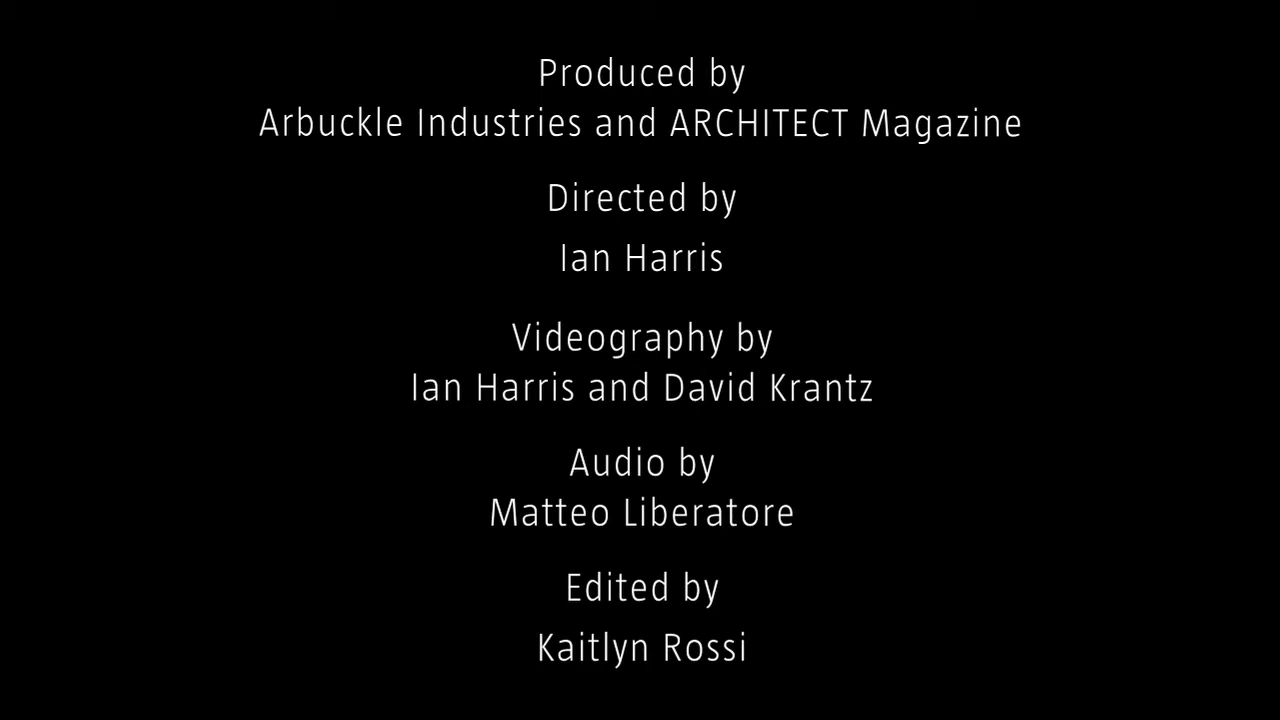 Produced by
Arbuckle Industries and ARCHITECT Magazine
Directed by
Ian Harris
Videography by
Ian Harris and David Krantz
Audio by
Matteo Liberatore
Edited by
Kaitlyn Rossi